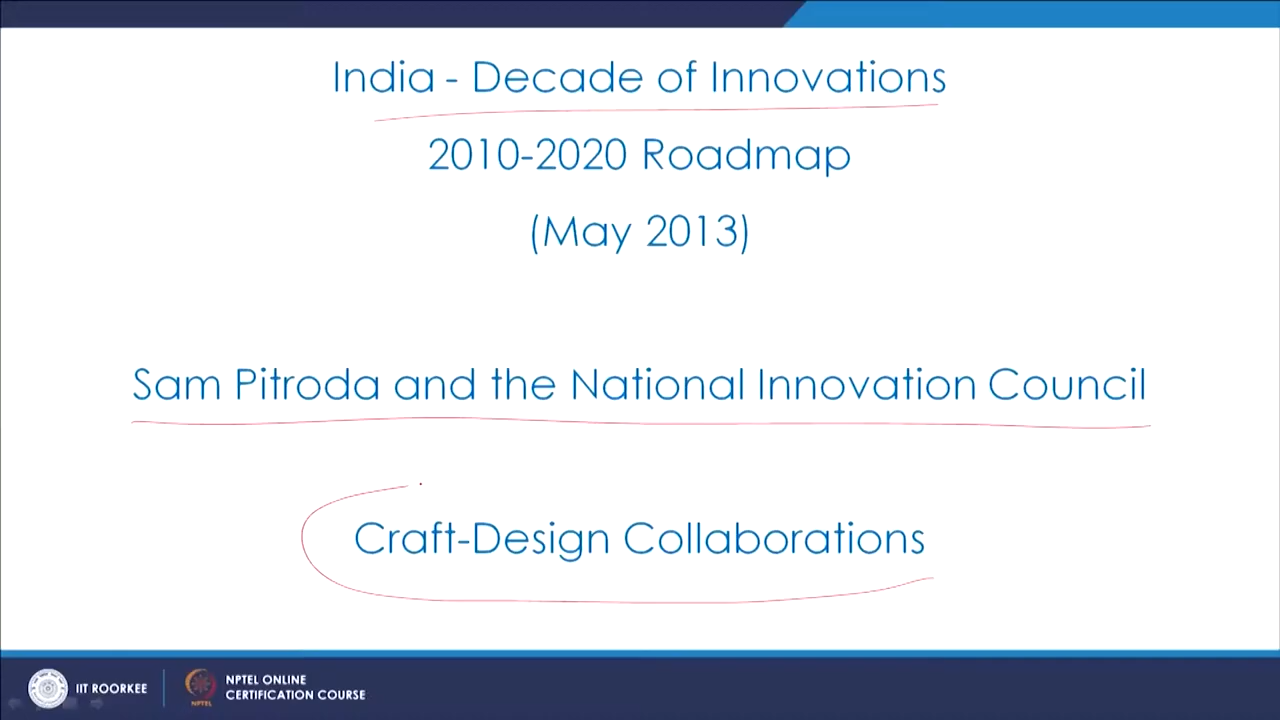 India - Decade of Innovations
2010-2020 Roadmap
(May 2013)
Sam Pitroda and the National Innovation Council
Craft-Design Collaborations
IIT ROORKEE
NPTEL
NPTEL ONLINE
CERTIFICATION COURSE